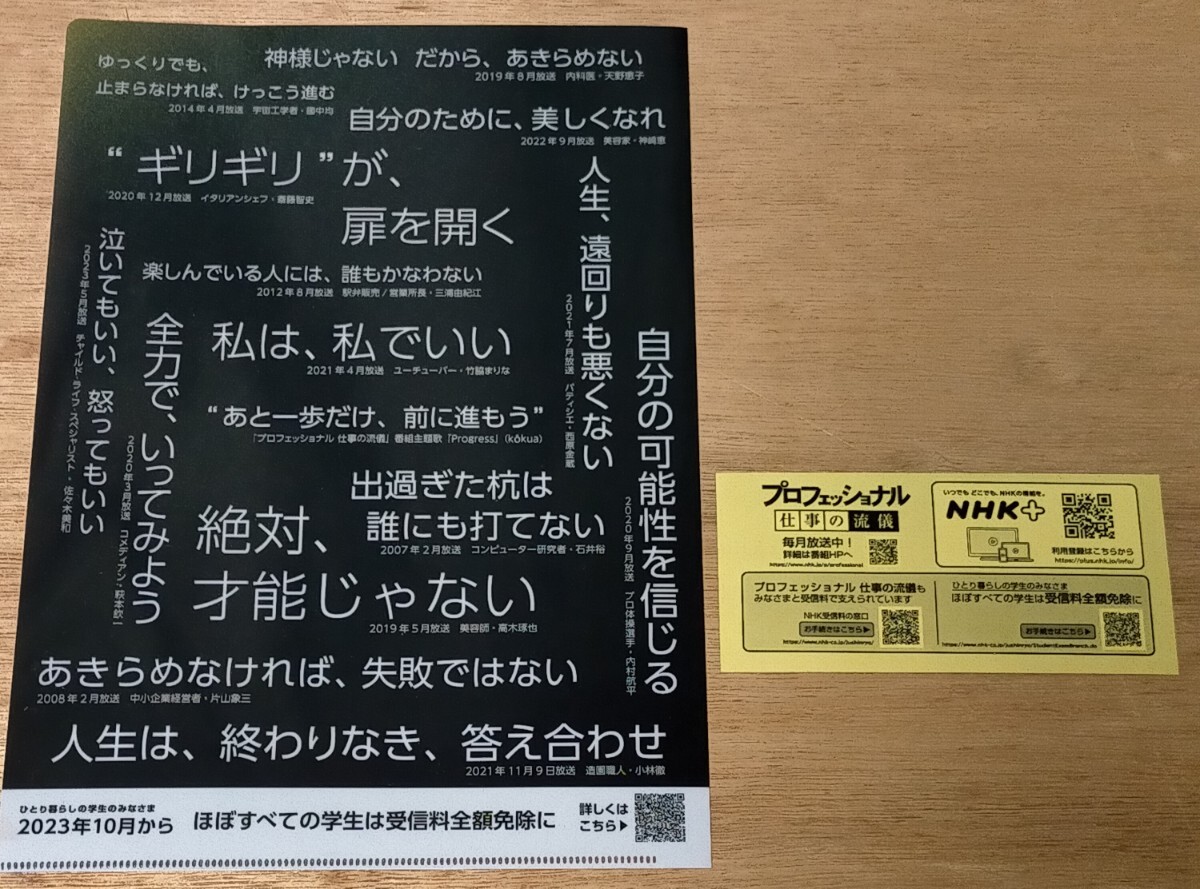 ゆっくりでも、
止まらなければ、けっこう進む
2014年4月放送 宇宙工学者・國中均
神様じゃない だから、あきらめない
2019年8月放送 内科医・天野惠子
自分のために、美しくなれ
2022年9月放送 美容家・神崎恵
“ギリギリ”が、
2020年12月放送 イタリアンシェフ・齋藤智史
扉を開く
人生、遠回りも悪くない
2021年7月放送 パティシエ・西原金蔵
泣いてもいい、怒ってもいい
2023年5月放送 チャイルド・ライフ・スペシャリスト・佐々木美和
楽しんでいる人には、誰もかなわない
2012年8月放送 駅弁販売/営業所長・三浦由紀江
全力で、いってみよう
2020年3月放送 コメディアン・萩本欽一
私は、私でいい
2021年4月放送 ユーチューバー・竹脇まりな
自分の可能性を信じる
2020年9月放送 プロ体操選手・内村航平
“あと一歩だけ、前に進もう”
「プロフェッショナル 仕事の流儀」番組主題歌「Progress」(kōkua)
出過ぎた杭は
誰にも打てない
2007年2月放送 コンピューター研究者・石井裕
絶対、
才能じゃない
2019年5月放送 美容師・高木琢也
あきらめなければ、失敗ではない
2008年2月放送 中小企業経営者・片山象三
人生は、終わりなき、答え合わせ
2021年11月9日放送 造園職人・小林徹
ひとり暮らしの学生のみなさま
2023年10月から ほぼすべての学生は受信料全額免除に
詳しくは
こちら▶
プロフェッショナル
仕事の流儀
毎月放送中!
詳細は番組HPへ
https://www.nhk.jp/p/professional
いつでも どこでも、NHKの番組を。
NHK+
利用登録はこちらから
https://plus.nhk.jp/info/
プロフェッショナル 仕事の流儀も
みなさまと受信料で支えられています
NHK受信料の窓口
お手続きはこちら▶
https://www.nhk-cs.jp/jushinryo/
ひとり暮らしの学生のみなさま
ほぼすべての学生は受信料全額免除に
お手続きはこちら▶